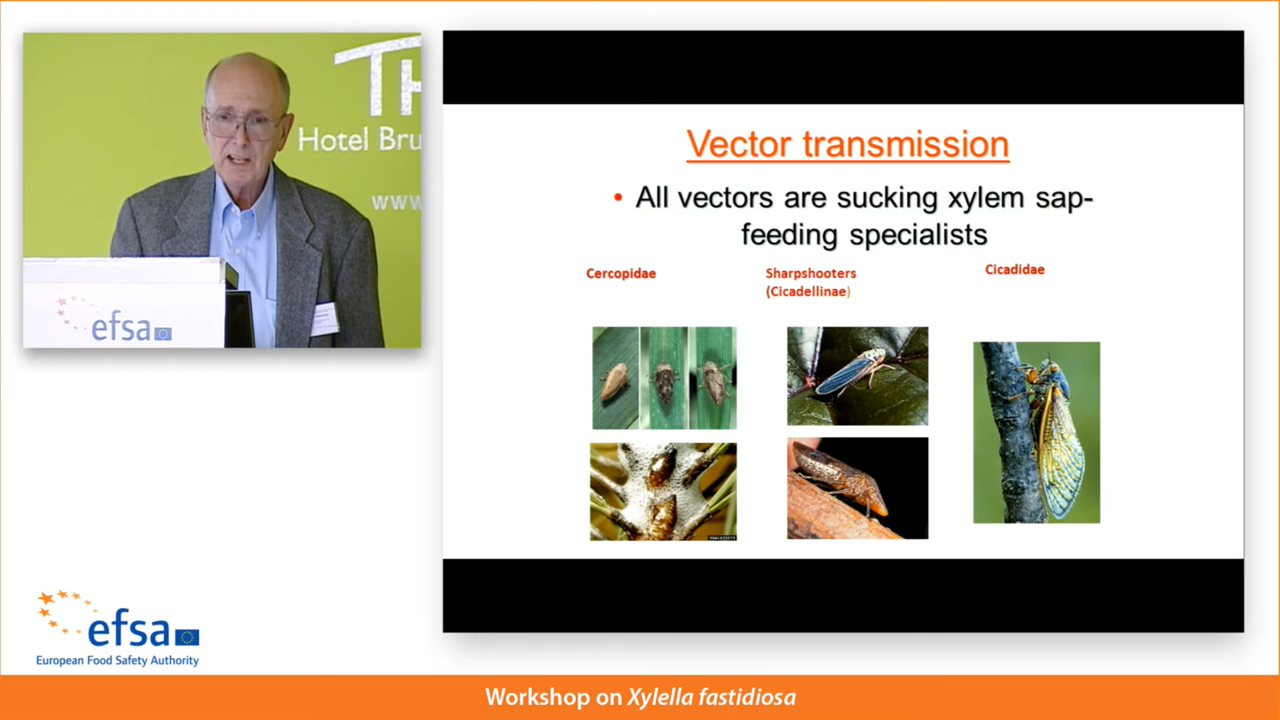 TH
Hotel Bru
www
efsa
Vector transmission
• All vectors are sucking xylem sap-
feeding specialists
Cercopidae
Sharpshooters
(Cicadellinae)
Cicadidae
efsa
European Food Safety Authority
Workshop on Xylella fastidiosa